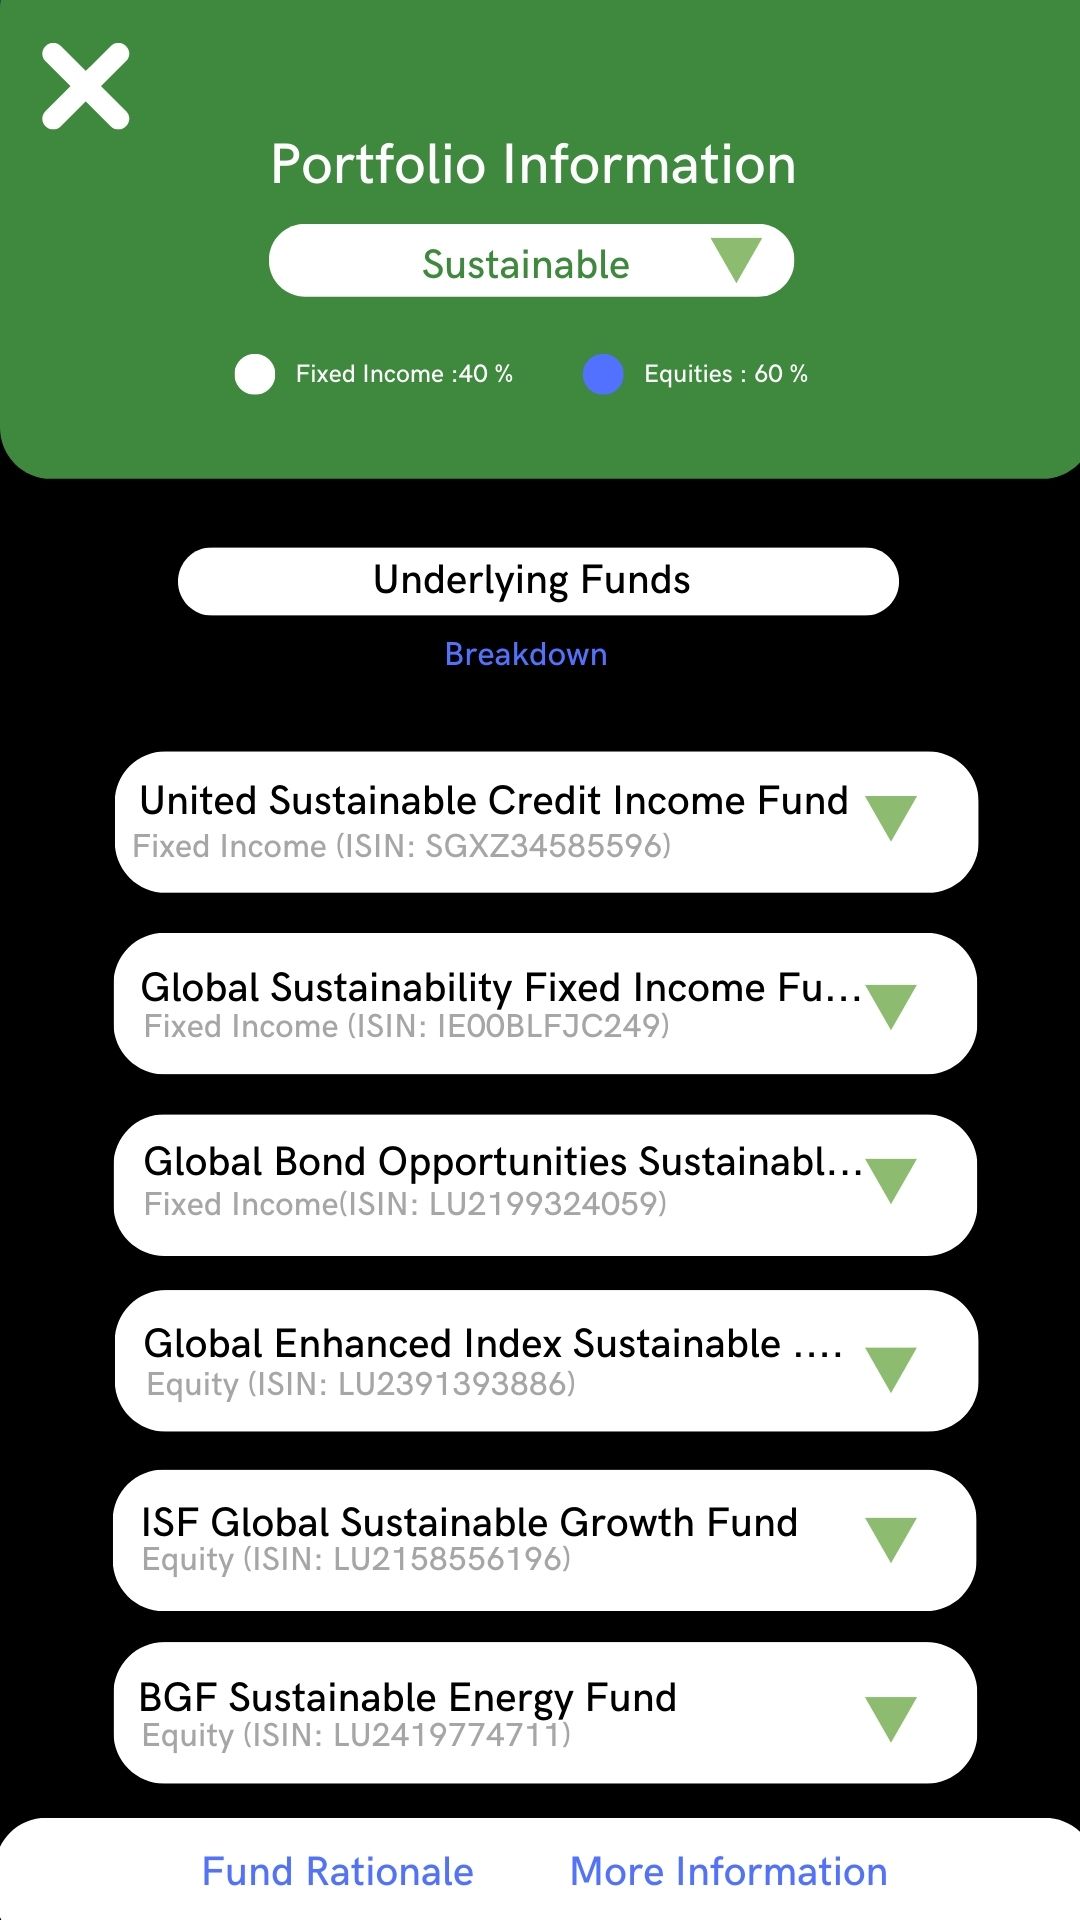 Portfolio Information
Sustainable
Fixed Income :40 %
Equities : 60 %
Underlying Funds
Breakdown
United Sustainable Credit Income Fund
Fixed Income (ISIN: SGXZ34585596)
Global Sustainability Fixed Income Fu...
Fixed Income (ISIN: IE00BLFJC249)
Global Bond Opportunities Sustainabl...
Fixed Income(ISIN: LU2199324059)
Global Enhanced Index Sustainable ....
Equity (ISIN: LU2391393886)
ISF Global Sustainable Growth Fund
Equity (ISIN: LU2158556196)
BGF Sustainable Energy Fund
Equity (ISIN: LU2419774711)
Fund Rationale
More Information